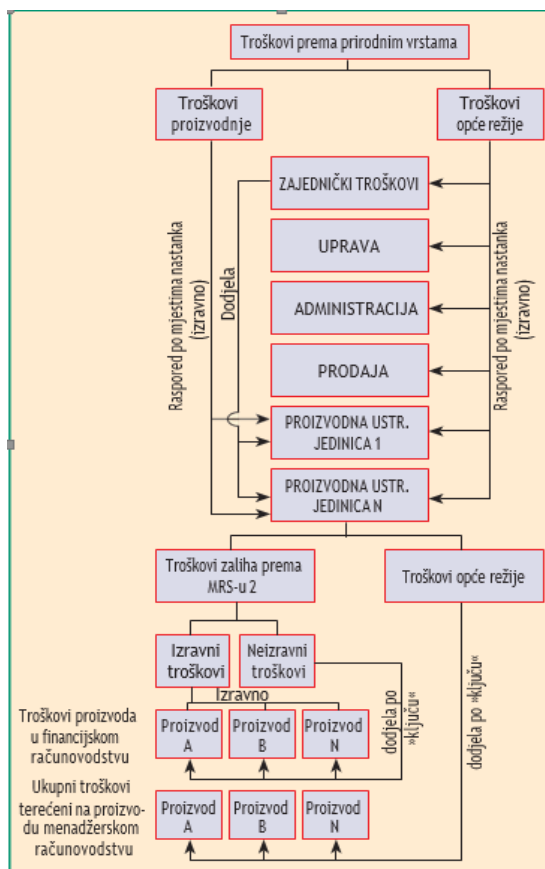 Troškovi prema prirodnim vrstama
Troškovi
proizvodnje
Troškovi
opće režije
Raspored po mjestima nastanka
(izravno)
Dodjela
ZAJEDNIČKI TROŠKOVI
UPRAVA
ADMINISTRACIJA
PRODAJA
PROIZVODNA USTR.
JEDINICA 1
PROIZVODNA USTR.
JEDINICA N
Raspored po mjestima nastanka
(izravno)
Troškovi zaliha prema
MRS-u 2
Troškovi opće režije
Izravni
troškovi
Neizravni
troškovi
Izravno
dodjela po
»ključu«
dodjela po »ključu«
Troškovi proizvoda
u financijskom
računovodstvu
Proizvod
A
Proizvod
B
Proizvod
N
Ukupni troškovi
terećeni na proizvo-
du menadžerskom
računovodstvu
Proizvod
A
Proizvod
B
Proizvod
N